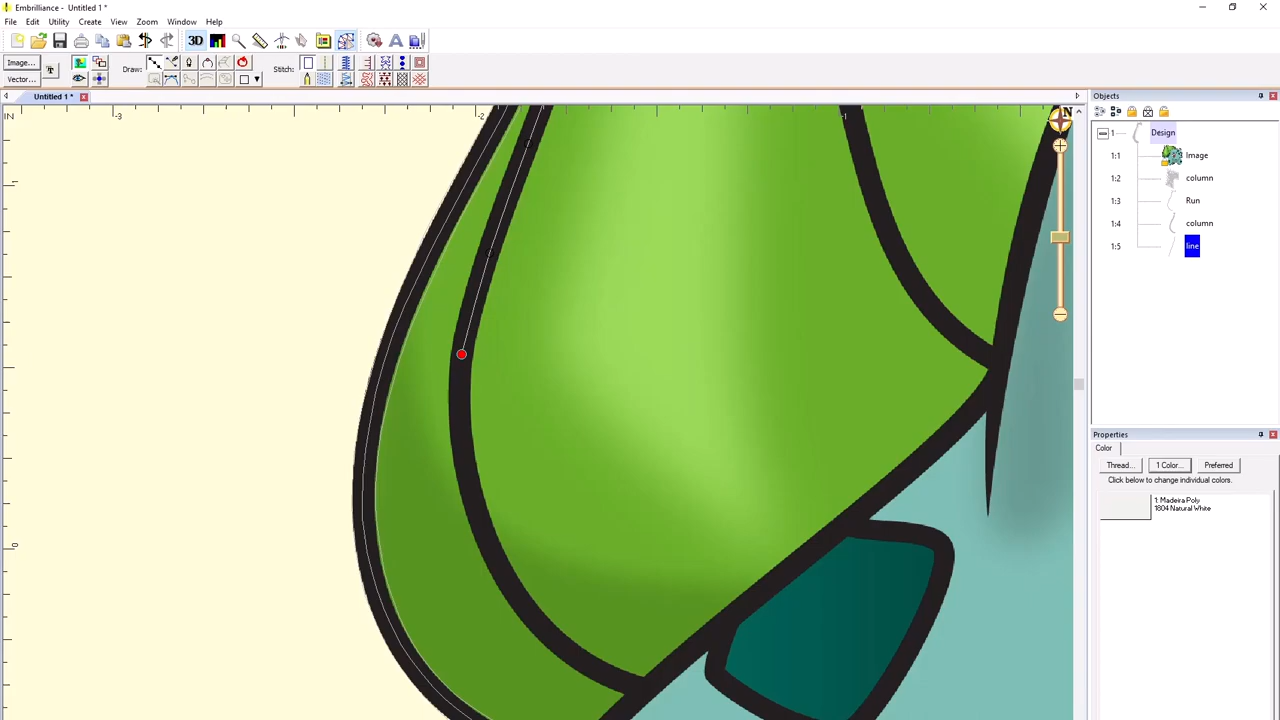 Embrilliance - Untitled 1 *
File Edit Utility Create View Zoom Window Help
3D
Image... T Draw: Stitch:
Vector...
Untitled 1 *
IN -3 -2 -1
1
0
N
Objects
1 Design
1:1 Image
1:2 column
1:3 Run
1:4 column
1:5 line
Properties
Color
Thread... 1 Color... Preferred
Click below to change individual colors.
1: Madeira Poly
1804 Natural White